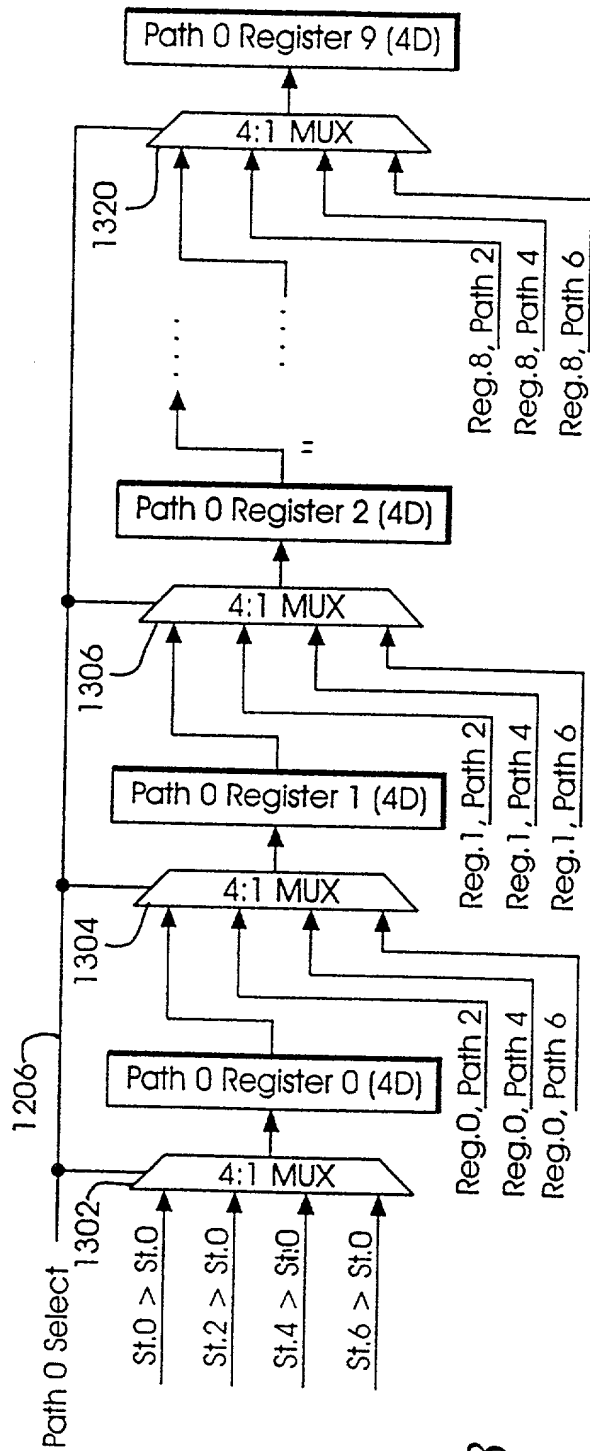 Path 0 Select
1206
1302
4:1 MUX
St.0 > St.0
St.2 > St.0
St.4 > St.0
St.6 > St.0
Path 0 Register 0 (4D)
Reg.0, Path 2
Reg.0, Path 4
Reg.0, Path 6
1304
4:1 MUX
Path 0 Register 1 (4D)
Reg.1, Path 2
Reg.1, Path 4
Reg.1, Path 6
1306
4:1 MUX
Path 0 Register 2 (4D)
1320
4:1 MUX
Reg.8, Path 2
Reg.8, Path 4
Reg.8, Path 6
Path 0 Register 9 (4D)